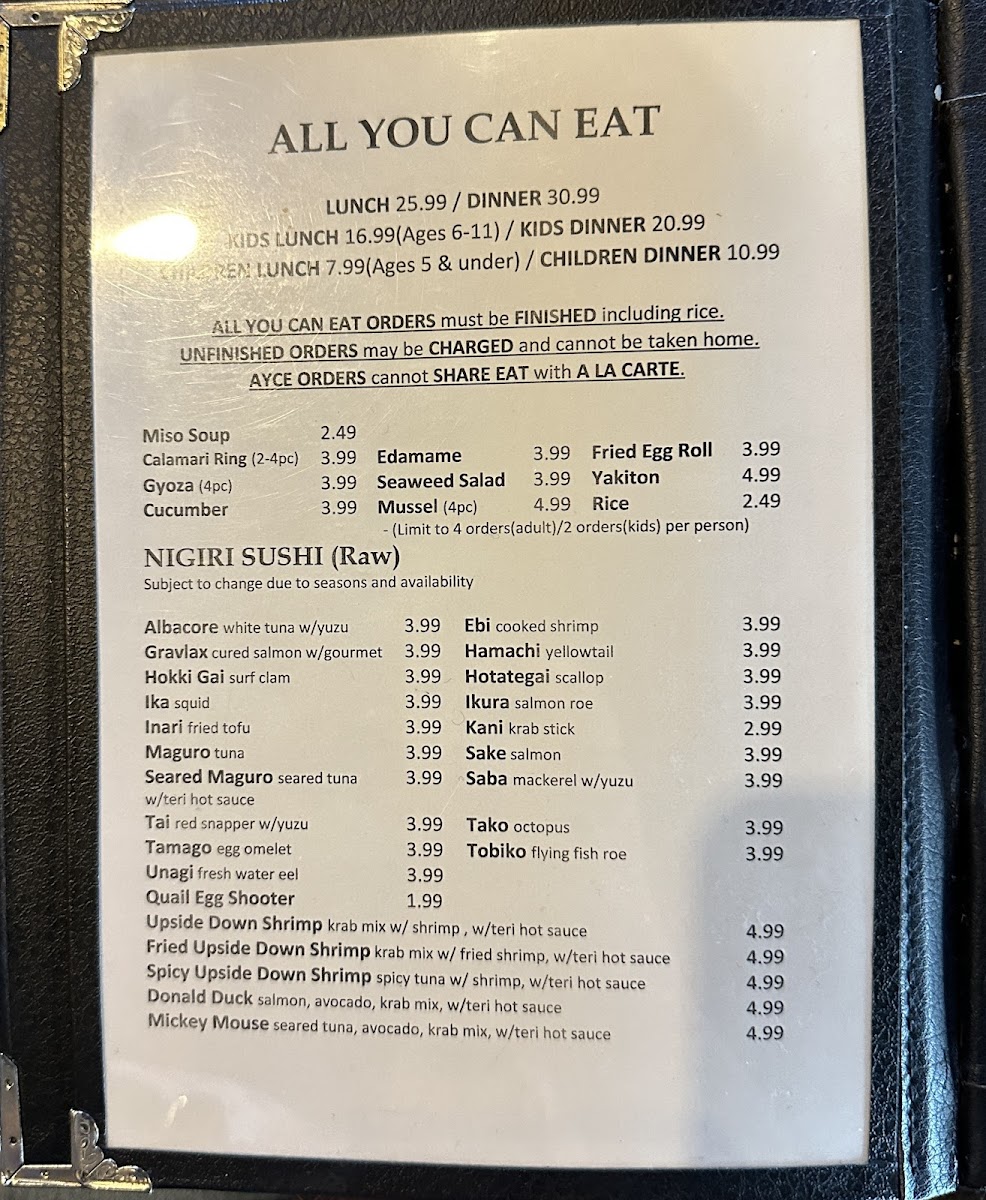 ALL YOU CAN EAT
LUNCH 25.99 / DINNER 30.99
KIDS LUNCH 16.99(Ages 6-11) / KIDS DINNER 20.99
CHILDREN LUNCH 7.99(Ages 5 & under) / CHILDREN DINNER 10.99
ALL YOU CAN EAT ORDERS must be FINISHED including rice.
UNFINISHED ORDERS may be CHARGED and cannot be taken home.
AYCE ORDERS cannot SHARE EAT with A LA CARTE.
Miso Soup 2.49
Calamari Ring (2-4pc) 3.99 Edamame 3.99 Fried Egg Roll 3.99
Gyoza (4pc) 3.99 Seaweed Salad 3.99 Yakiton 4.99
Cucumber 3.99 Mussel (4pc) 4.99 Rice 2.49
- (Limit to 4 orders(adult)/2 orders(kids) per person)
NIGIRI SUSHI (Raw)
Subject to change due to seasons and availability
Albacore white tuna w/yuzu 3.99 Ebi cooked shrimp 3.99
Gravlax cured salmon w/gourmet 3.99 Hamachi yellowtail 3.99
Hokki Gai surf clam 3.99 Hotategai scallop 3.99
Ika squid 3.99 Ikura salmon roe 3.99
Inari fried tofu 3.99 Kani krab stick 2.99
Maguro tuna 3.99 Sake salmon 3.99
Seared Maguro seared tuna 3.99 Saba mackerel w/yuzu 3.99
w/teri hot sauce
Tai red snapper w/yuzu 3.99 Tako octopus 3.99
Tamago egg omelet 3.99 Tobiko flying fish roe 3.99
Unagi fresh water eel 3.99
Quail Egg Shooter 1.99
Upside Down Shrimp krab mix w/ shrimp , w/teri hot sauce 4.99
Fried Upside Down Shrimp krab mix w/ fried shrimp, w/teri hot sauce 4.99
Spicy Upside Down Shrimp spicy tuna w/ shrimp, w/teri hot sauce 4.99
Donald Duck salmon, avocado, krab mix, w/teri hot sauce 4.99
Mickey Mouse seared tuna, avocado, krab mix, w/teri hot sauce 4.99